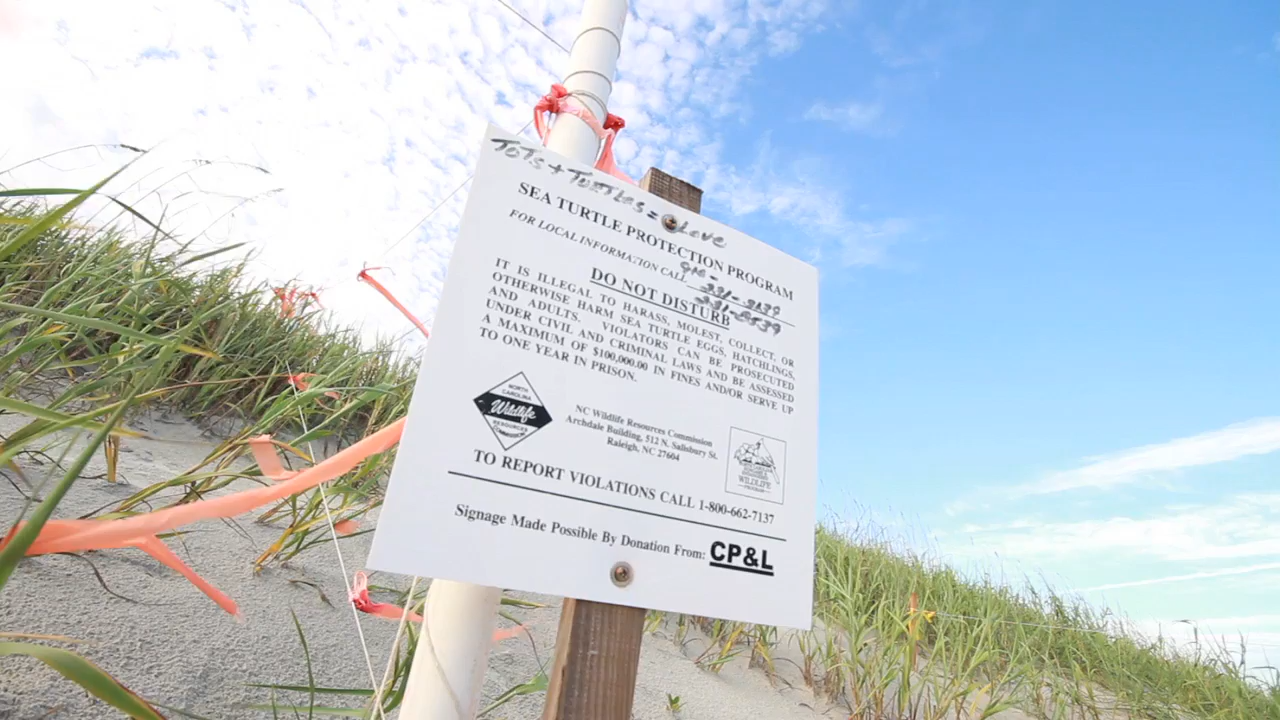 TOTS + TURTLES = LOVE
SEA TURTLE PROTECTION PROGRAM
FOR LOCAL INFORMATION CALL 910-
DO NOT DISTURB
IT IS ILLEGAL TO HARASS, MOLEST, COLLECT, OR
OTHERWISE HARM SEA TURTLE EGGS, HATCHLINGS,
AND ADULTS. VIOLATORS CAN BE PROSECUTED
UNDER CIVIL AND CRIMINAL LAWS AND BE ASSESSED
A MAXIMUM OF $100,000.00 IN FINES AND/OR SERVE UP
TO ONE YEAR IN PRISON.
NORTH
CAROLINA
Wildlife
RESOURCES
COMMISSION
NC Wildlife Resources Commission
Archdale Building, 512 N. Salisbury St.
Raleigh, NC 27604
WILDLIFE
TO REPORT VIOLATIONS CALL 1-800-662-7137
Signage Made Possible By Donation From: CP&L